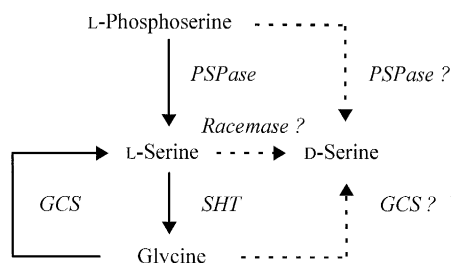 L-Phosphoserine
PSPase PSPase ?
Racemase ?
L-Serine D-Serine
GCS SHT GCS ?
Glycine